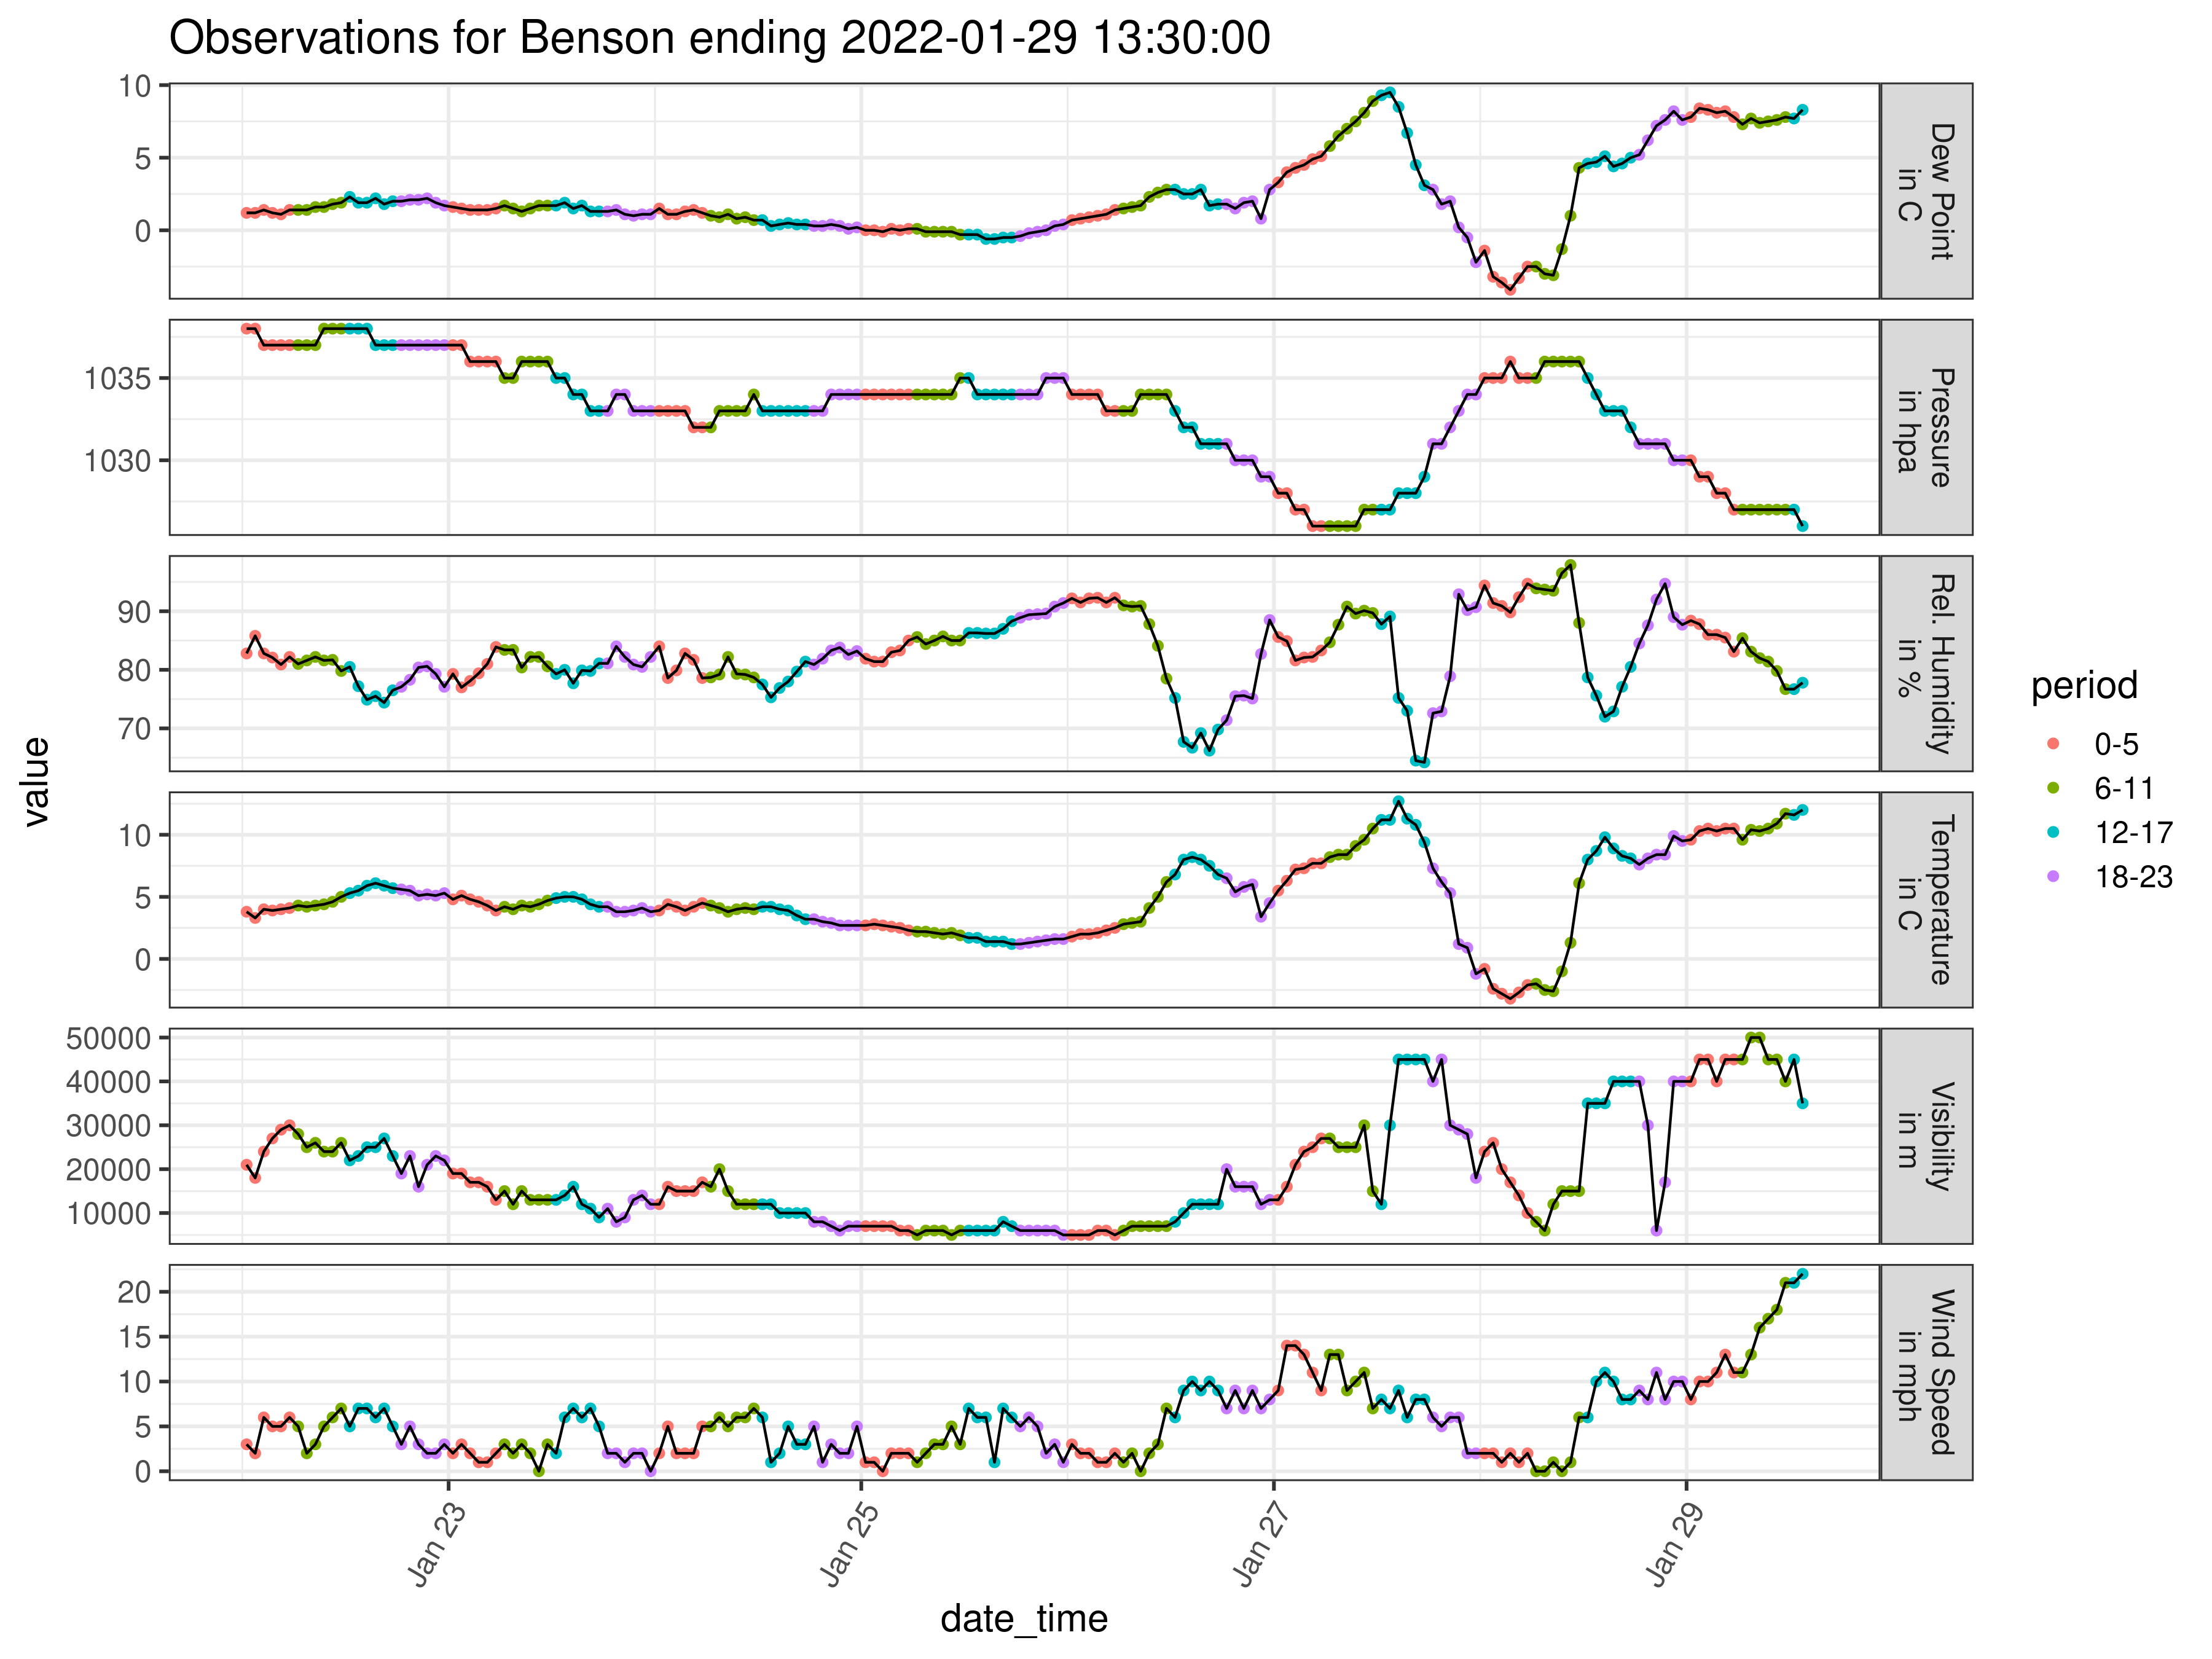 Observations for Benson ending 2022-01-29 13:30:00
value
10
5
0
Dew Point
in C
1035
1030
Pressure
in hpa
90
80
70
Rel. Humidity
in %
10
5
0
Temperature
in C
50000
40000
30000
20000
10000
Visibility
in m
20
15
10
5
0
Wind Speed
in mph
Jan 23
Jan 25
Jan 27
Jan 29
date_time
period
0-5
6-11
12-17
18-23